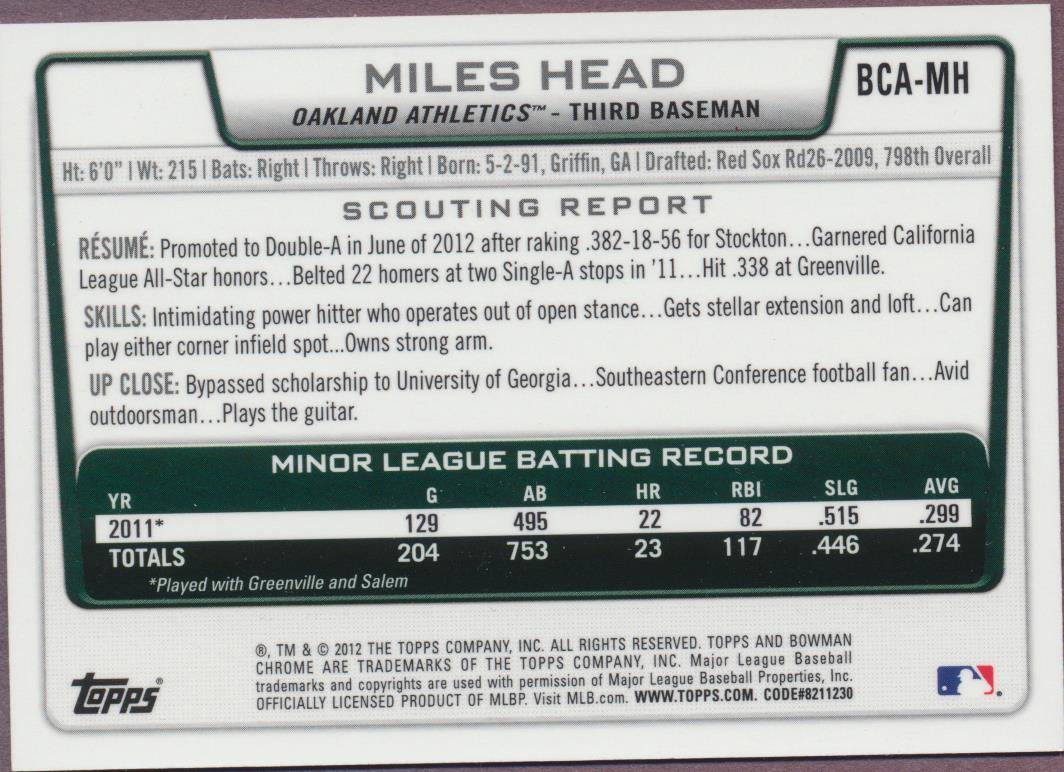 MILES HEAD
BCA-MH
OAKLAND ATHLETICS™ - THIRD BASEMAN
Ht: 6'0" | Wt: 215 | Bats: Right | Throws: Right | Born: 5-2-91, Griffin, GA | Drafted: Red Sox Rd26-2009, 798th Overall
SCOUTING REPORT
RÉSUMÉ: Promoted to Double-A in June of 2012 after raking .382-18-56 for Stockton...Garnered California
League All-Star honors...Belted 22 homers at two Single-A stops in '11...Hit .338 at Greenville.
SKILLS: Intimidating power hitter who operates out of open stance...Gets stellar extension and loft...Can
play either corner infield spot...Owns strong arm.
UP CLOSE: Bypassed scholarship to University of Georgia...Southeastern Conference football fan...Avid
outdoorsman...Plays the guitar.
MINOR LEAGUE BATTING RECORD
YR G AB HR RBI SLG AVG
2011* 129 495 22 82 .515 .299
TOTALS 204 753 23 117 .446 .274
*Played with Greenville and Salem
®, TM & © 2012 THE TOPPS COMPANY, INC. ALL RIGHTS RESERVED. TOPPS AND BOWMAN
CHROME ARE TRADEMARKS OF THE TOPPS COMPANY, INC. Major League Baseball
trademarks and copyrights are used with permission of Major League Baseball Properties, Inc.
OFFICIALLY LICENSED PRODUCT OF MLBP. Visit MLB.com. WWW.TOPPS.COM. CODE#8211230
TOPPS®